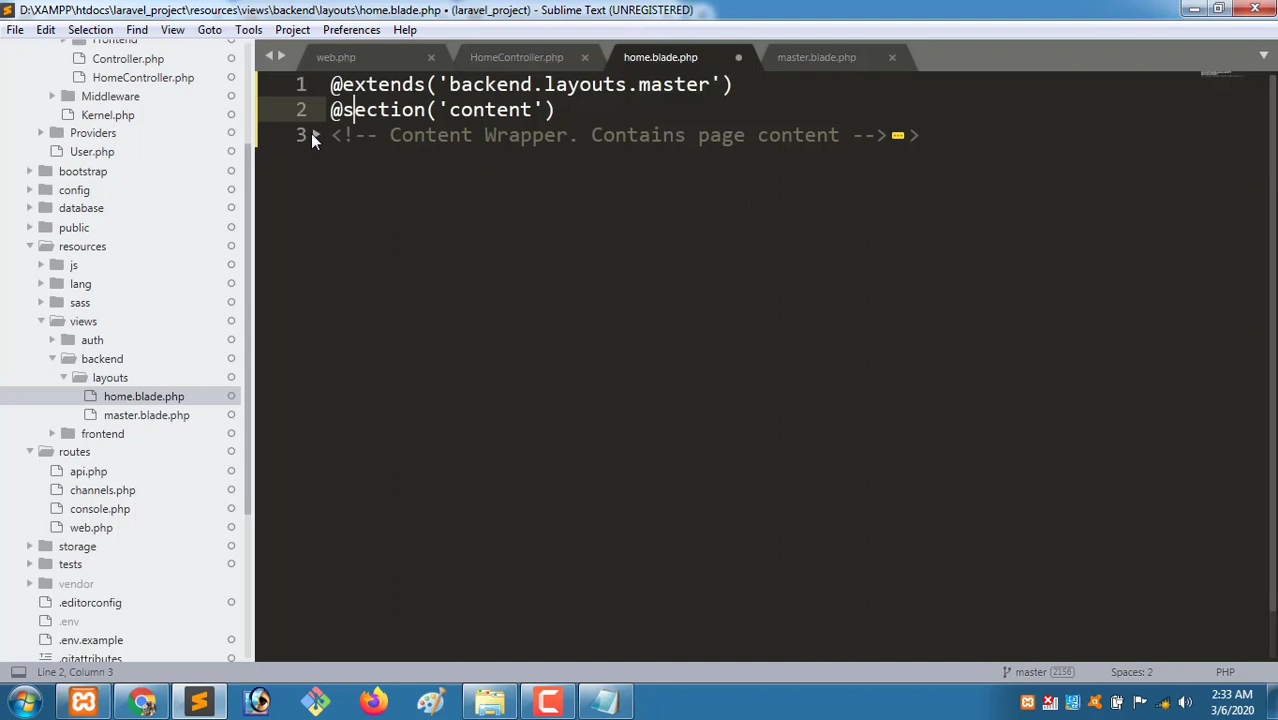 D:\XAMPP\htdocs\laravel_project\resources\views\backend\layouts\home.blade.php • (laravel_project) - Sublime Text (UNREGISTERED)
File Edit Selection Find View Goto Tools Project Preferences Help
web.php HomeController.php home.blade.php master.blade.php
Frontend
Controller.php
HomeController.php
Middleware
Kernel.php
Providers
User.php
bootstrap
config
database
public
resources
js
lang
sass
views
auth
backend
layouts
home.blade.php
master.blade.php
frontend
routes
api.php
channels.php
console.php
web.php
storage
tests
vendor
.editorconfig
.env
.env.example
.gitattributes
1 @extends('backend.layouts.master')
2 @section('content')
3 <!-- Content Wrapper. Contains page content --> >
Line 2, Column 3 master 2156 Spaces: 2 PHP
2:33 AM
3/6/2020